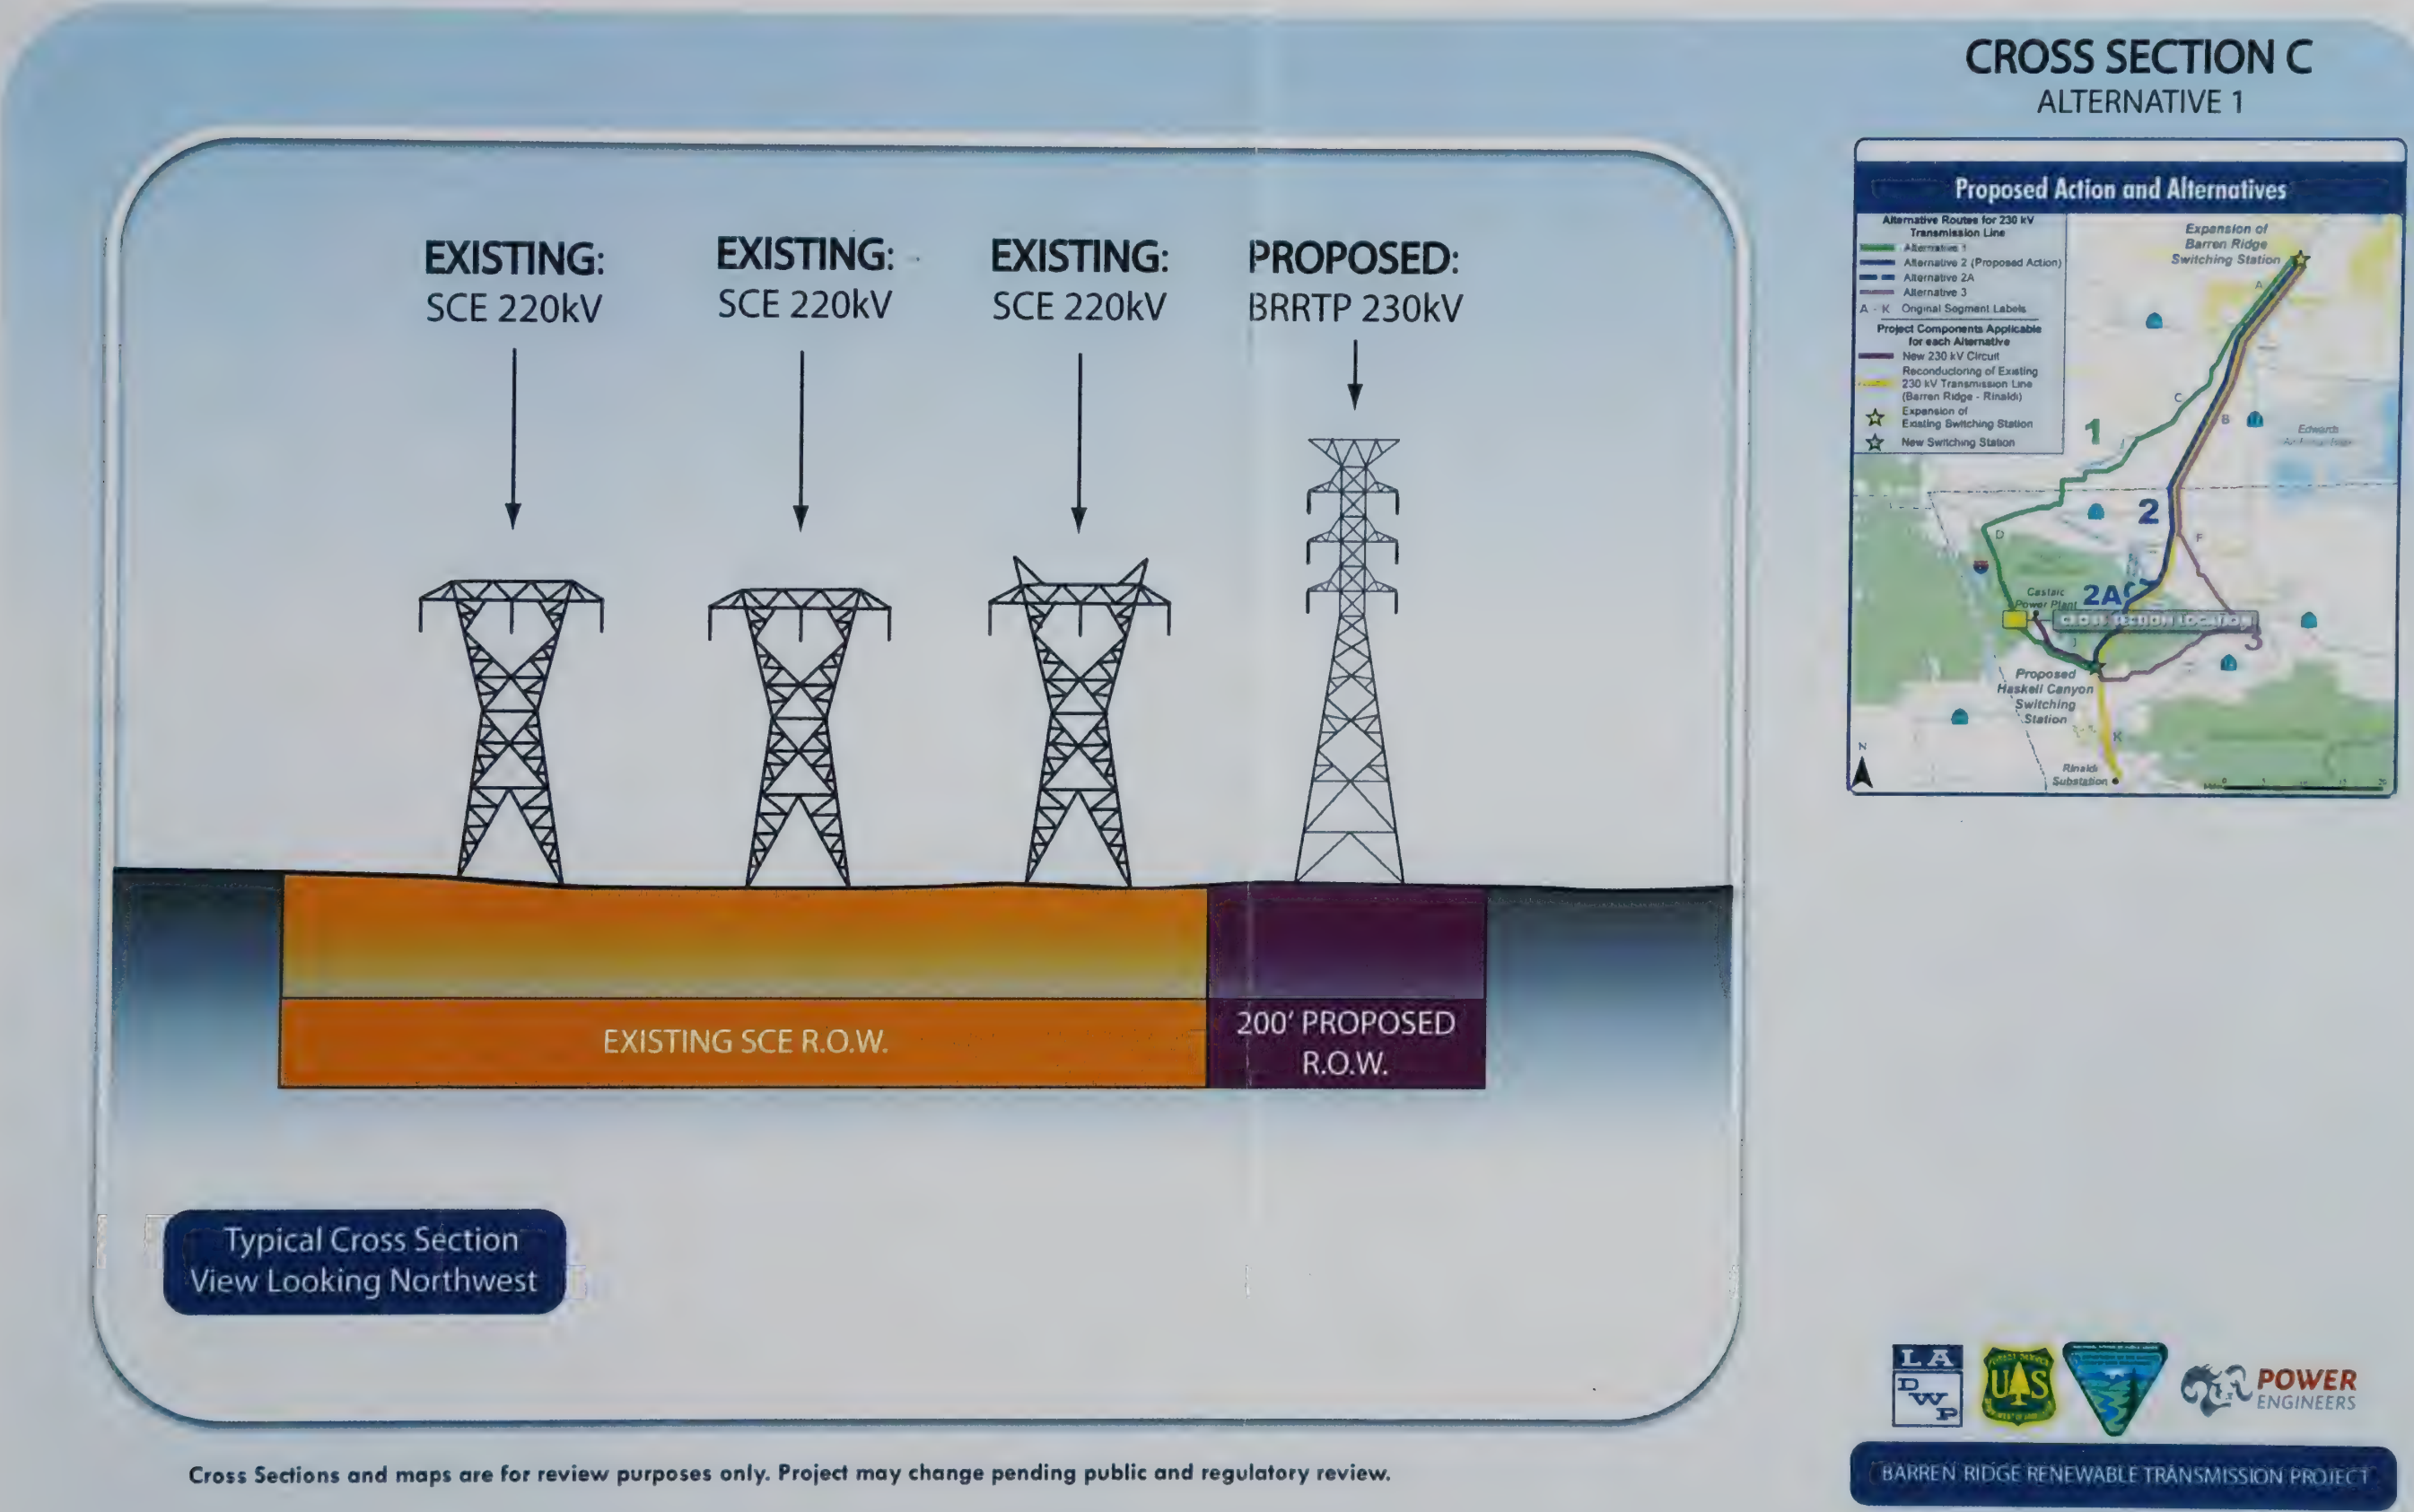 CROSS SECTION C
ALTERNATIVE 1
EXISTING:
SCE 220kV
EXISTING:
SCE 220kV
EXISTING:
SCE 220kV
PROPOSED:
BRRTP 230kV
EXISTING SCE R.O.W.
200' PROPOSED
R.O.W.
Typical Cross Section
View Looking Northwest
Cross Sections and maps are for review purposes only. Project may change pending public and regulatory review.
Proposed Action and Alternatives
Alternative Routes for 230 kV
Transmission Line
Alternative 1
Alternative 2 (Proposed Action)
Alternative 2A
Alternative 3
A - K Original Segment Labels
Project Components Applicable
for each Alternative
New 230 kV Circuit
Reconductoring of Existing
230 kV Transmission Line
(Barren Ridge - Rinaldi)
Expansion of
Existing Switching Station
New Switching Station
Expansion of
Barren Ridge
Switching Station
A
C
B
1
Edwards
2
D
F
2A
Castaic
Power Plant
CROSS SECTION LOCATION
3
J
Proposed
Haskell Canyon
Switching
Station
K
Rinaldi
Substation
N
LA
DWP
UAS
POWER
ENGINEERS
BARREN RIDGE RENEWABLE TRANSMISSION PROJECT